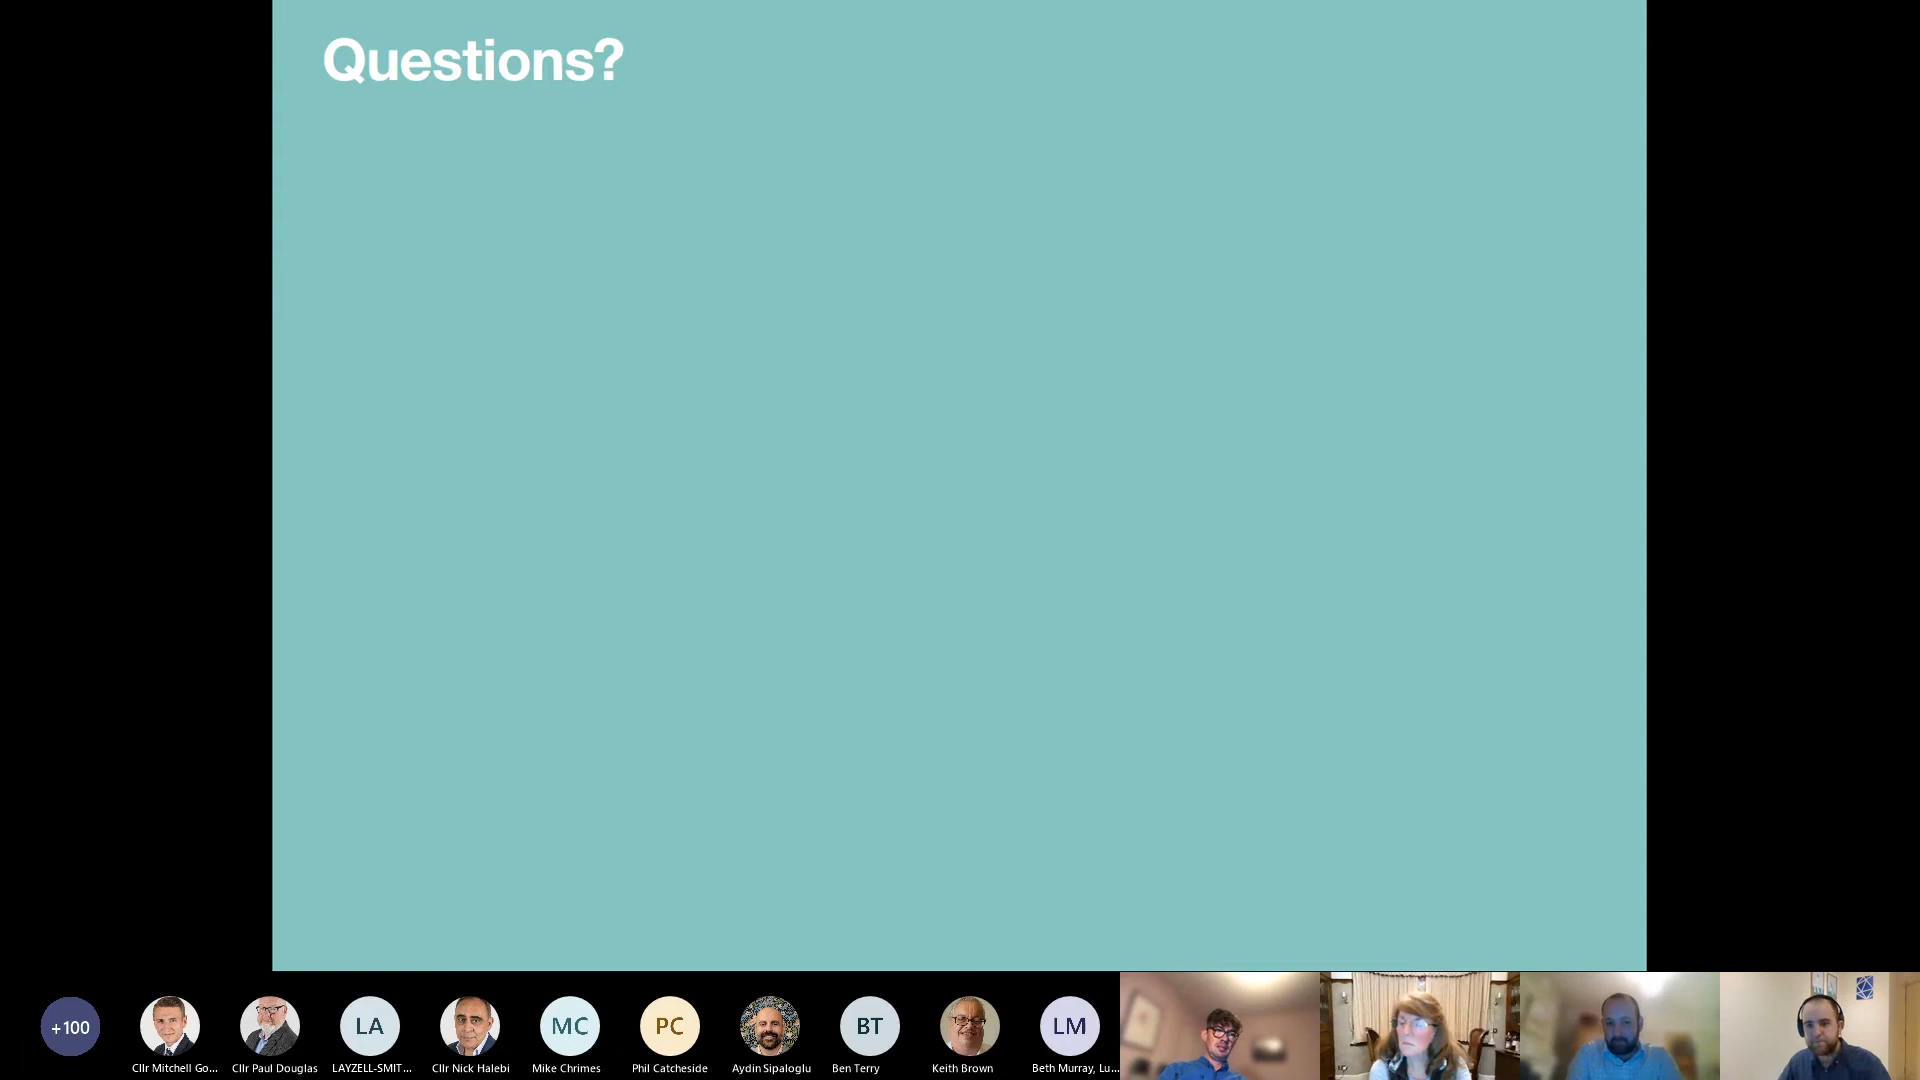 Questions?
+100
LA
MC
PC
BT
LM
Cllr Mitchell Go...
Cllr Paul Douglas
LAYZELL-SMIT...
Cllr Nick Halebi
Mike Chrimes
Phil Catcheside
Aydin Sipaloglu
Ben Terry
Keith Brown
Beth Murray, Lu...